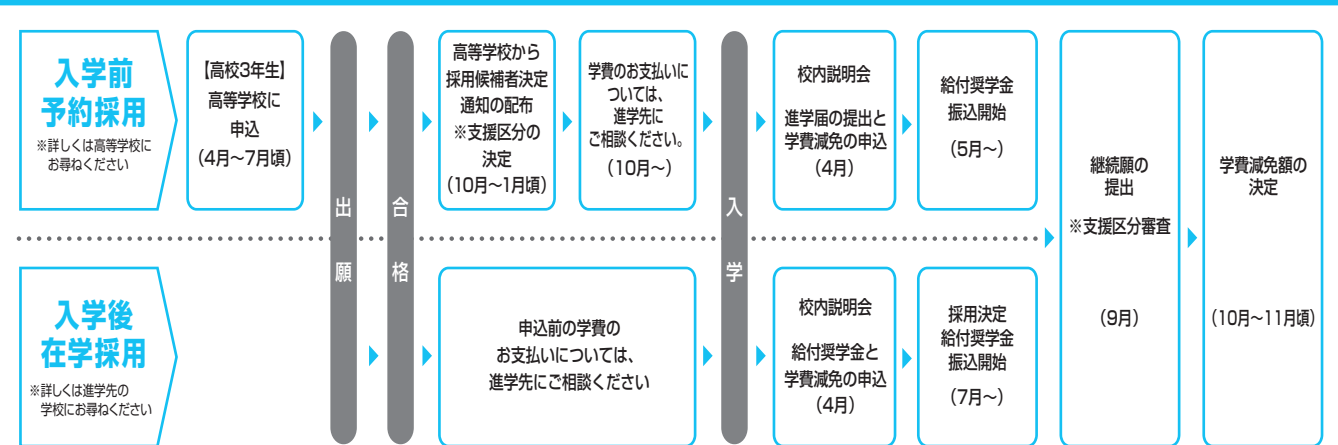 入学前
予約採用
※詳しくは高等学校に
お尋ねください
【高校3年生】
高等学校に
申込
（4月～7月頃）
出願
合格
高等学校から
採用候補者決定
通知の配布
※支援区分の
決定
（10月～1月頃）
学費のお支払いに
ついては、
進学先に
ご相談ください。
（10月～）
入学
校内説明会
進学届の提出と
学費減免の申込
（4月）
給付奨学金
振込開始
（5月～）
継続願の
提出
※支援区分審査
（9月）
学費減免額の
決定
（10月～11月頃）
入学後
在学採用
※詳しくは進学先の
学校にお尋ねください
申込前の学費の
お支払いについては、
進学先にご相談ください
校内説明会
給付奨学金と
学費減免の申込
（4月）
採用決定
給付奨学金
振込開始
（7月～）